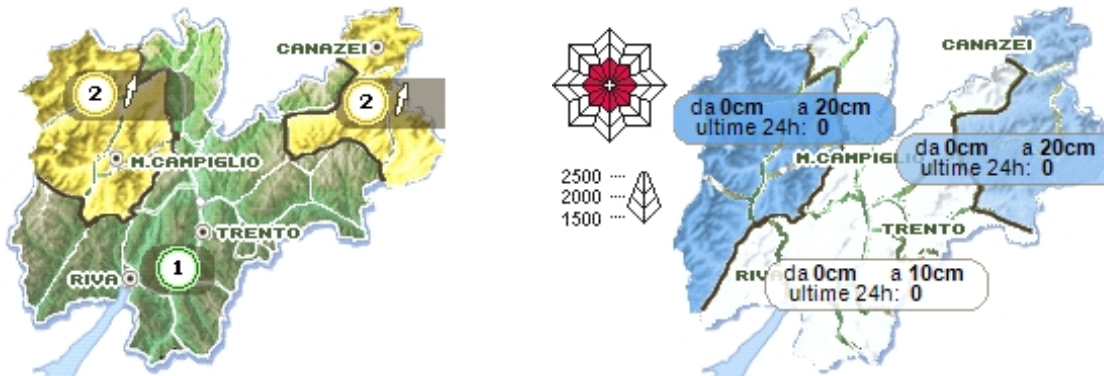 CANAZEI
2
2
M.CAMPIGLIO
TRENTO
1
RIVA
2500
2000
1500
CANAZEI
da 0cm a 20cm
ultime 24h: 0
da 0cm a 20cm
ultime 24h: 0
M.CAMPIGLIO
TRENTO
RIVA
da 0cm a 10cm
ultime 24h: 0